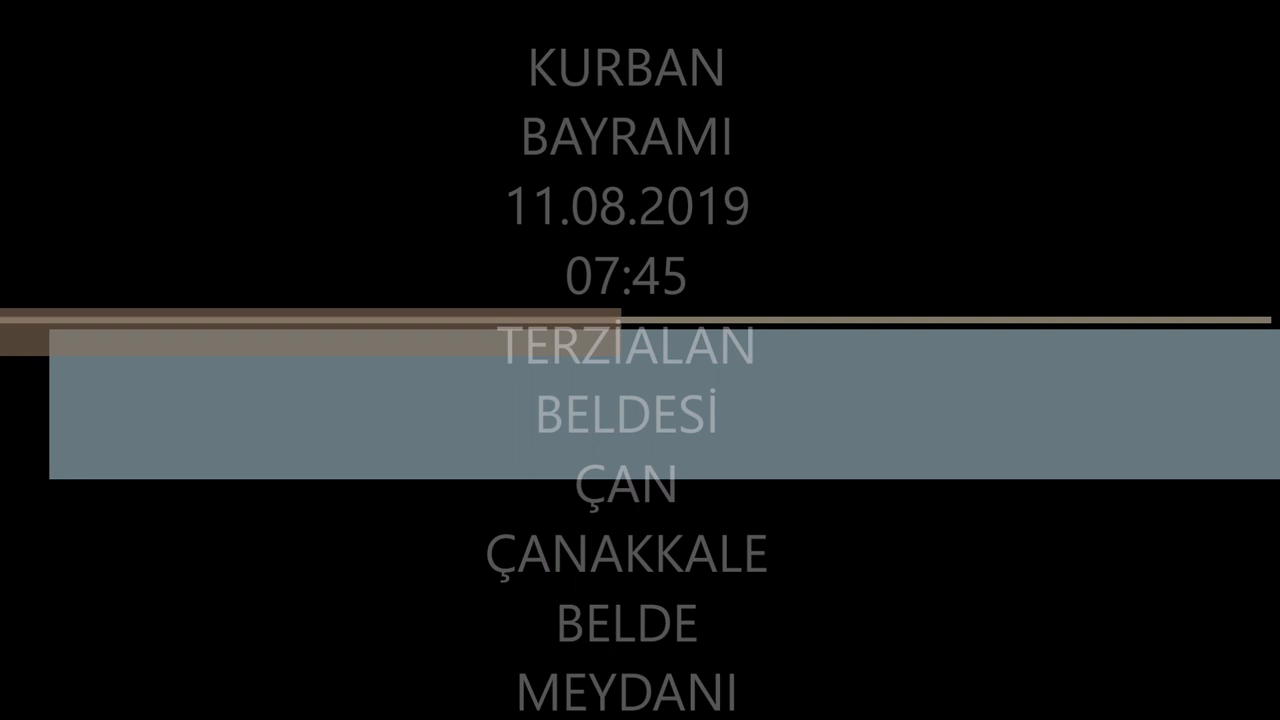 KURBAN
BAYRAMI
11.08.2019
07:45
TERZİALAN
BELDESİ
ÇAN
ÇANAKKALE
BELDE
MEYDANI